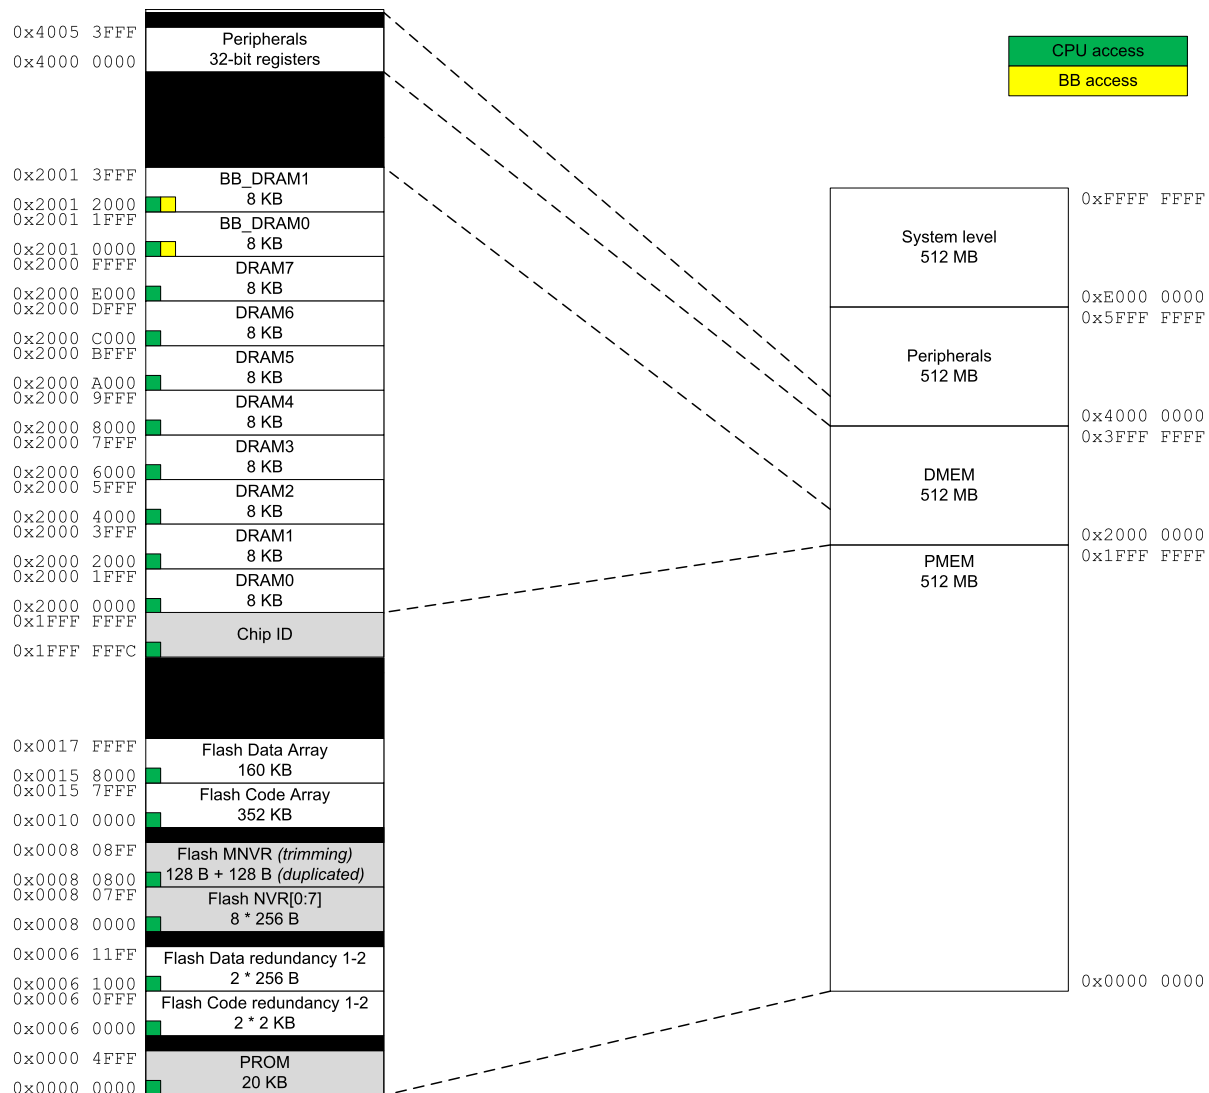 0x4005 3FFF
Peripherals
32-bit registers
0x4000 0000
CPU access
BB access
0x2001 3FFF
BB_DRAM1
8 KB
0x2001 2000
0x2001 1FFF
BB_DRAM0
8 KB
0x2001 0000
0x2000 FFFF
DRAM7
8 KB
0x2000 E000
0x2000 DFFF
DRAM6
8 KB
0x2000 C000
0x2000 BFFF
DRAM5
8 KB
0x2000 A000
0x2000 9FFF
DRAM4
8 KB
0x2000 8000
0x2000 7FFF
DRAM3
8 KB
0x2000 6000
0x2000 5FFF
DRAM2
8 KB
0x2000 4000
0x2000 3FFF
DRAM1
8 KB
0x2000 2000
0x2000 1FFF
DRAM0
8 KB
0x2000 0000
0x1FFF FFFF
Chip ID
0x1FFF FFFC
0x0017 FFFF
Flash Data Array
160 KB
0x0015 8000
0x0015 7FFF
Flash Code Array
352 KB
0x0010 0000
0x0008 08FF
Flash MNVR (trimming)
128 B + 128 B (duplicated)
0x0008 0800
0x0008 07FF
Flash NVR[0:7]
8 * 256 B
0x0008 0000
0x0006 11FF
Flash Data redundancy 1-2
2 * 256 B
0x0006 1000
0x0006 0FFF
Flash Code redundancy 1-2
2 * 2 KB
0x0006 0000
0x0000 4FFF
PROM
20 KB
0x0000 0000
0xFFFF FFFF
System level
512 MB
0xE000 0000
0x5FFF FFFF
Peripherals
512 MB
0x4000 0000
0x3FFF FFFF
DMEM
512 MB
0x2000 0000
0x1FFF FFFF
PMEM
512 MB
0x0000 0000